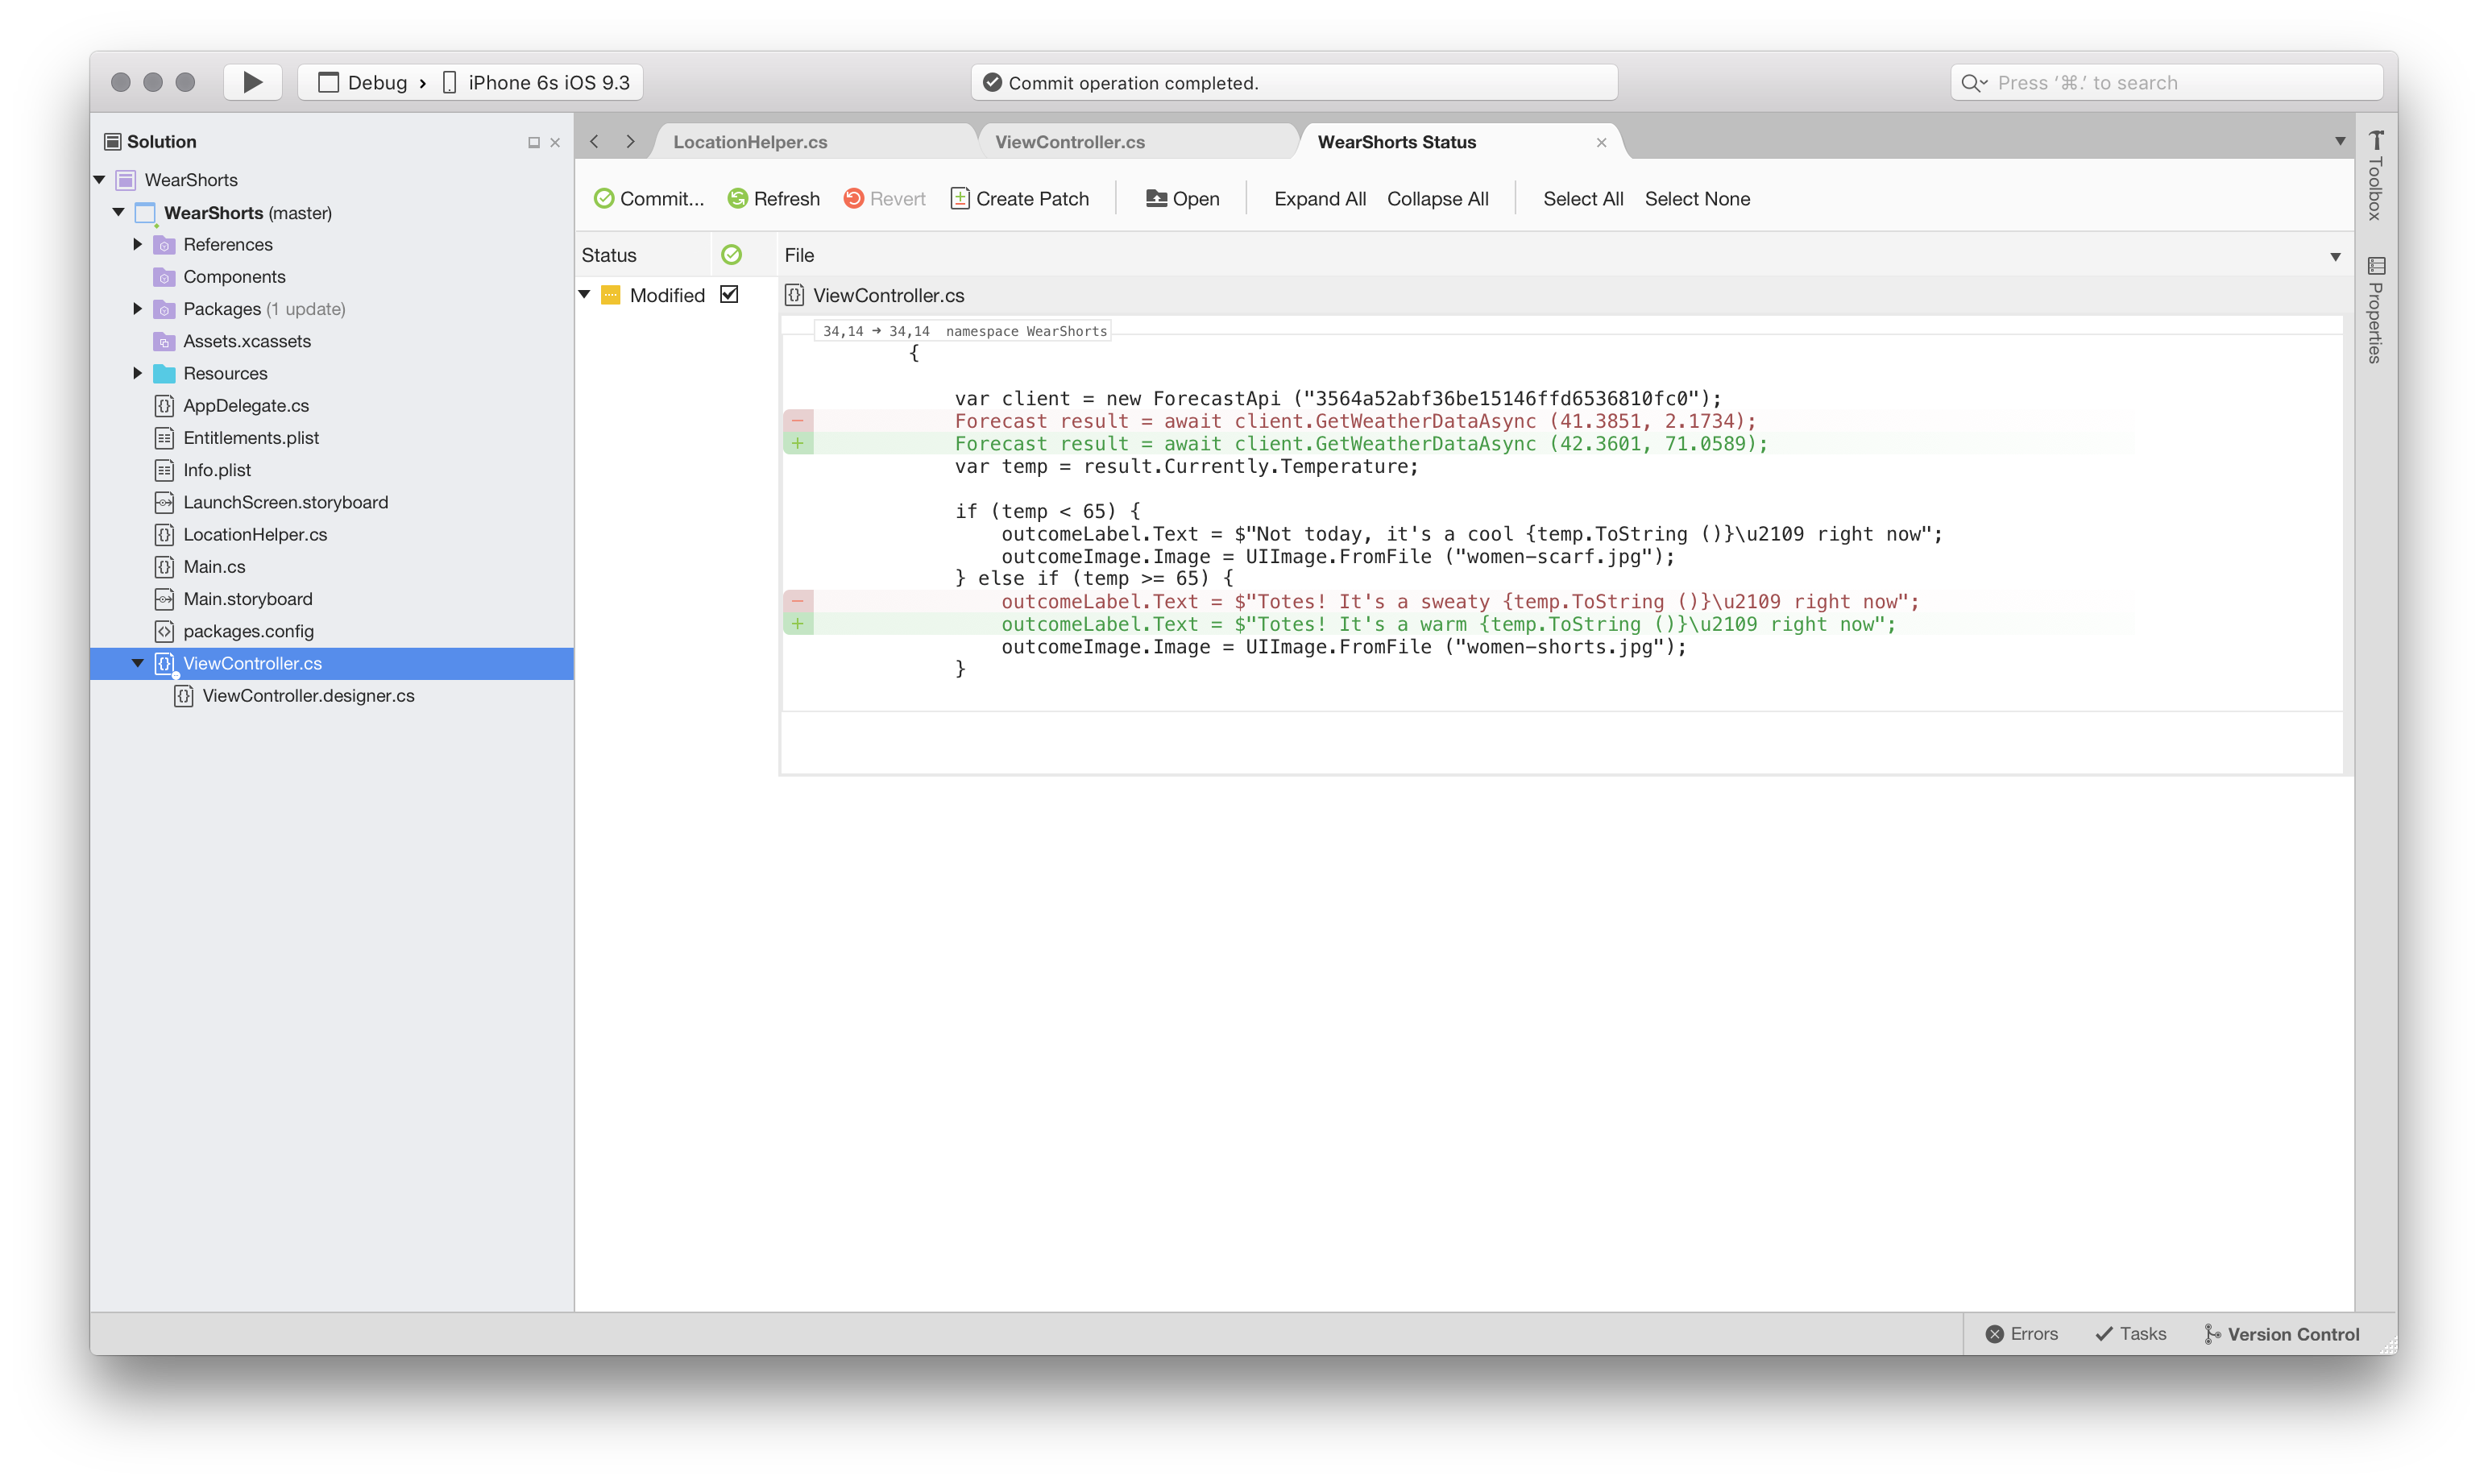 Debug › iPhone 6s iOS 9.3
Commit operation completed.
Press ‘⌘.’ to search
Solution
WearShorts
WearShorts (master)
References
Components
Packages (1 update)
Assets.xcassets
Resources
AppDelegate.cs
Entitlements.plist
Info.plist
LaunchScreen.storyboard
LocationHelper.cs
Main.cs
Main.storyboard
packages.config
ViewController.cs
ViewController.designer.cs
LocationHelper.cs
ViewController.cs
WearShorts Status
Commit... Refresh Revert Create Patch Open Expand All Collapse All Select All Select None
Status File
Modified ViewController.cs
34,14 → 34,14 namespace WearShorts
{
var client = new ForecastApi ("3564a52abf36be15146ffd6536810fc0");
- Forecast result = await client.GetWeatherDataAsync (41.3851, 2.1734);
+ Forecast result = await client.GetWeatherDataAsync (42.3601, 71.0589);
var temp = result.Currently.Temperature;
if (temp < 65) {
outcomeLabel.Text = $"Not today, it's a cool {temp.ToString ()}\u2109 right now";
outcomeImage.Image = UIImage.FromFile ("women-scarf.jpg");
} else if (temp >= 65) {
- outcomeLabel.Text = $"Totes! It's a sweaty {temp.ToString ()}\u2109 right now";
+ outcomeLabel.Text = $"Totes! It's a warm {temp.ToString ()}\u2109 right now";
outcomeImage.Image = UIImage.FromFile ("women-shorts.jpg");
}
Toolbox
Properties
Errors Tasks Version Control